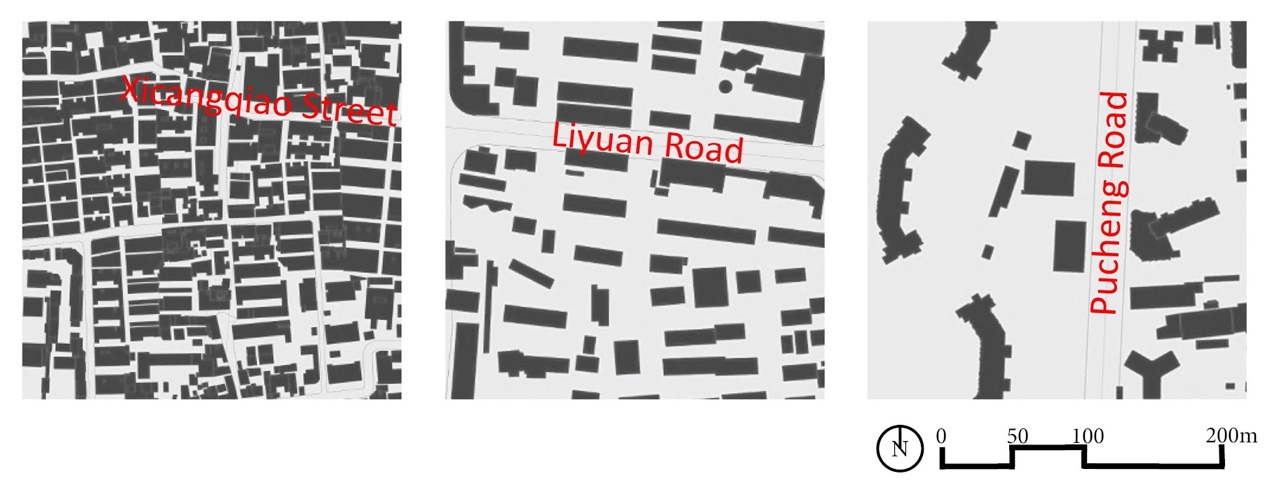 Xicangqiao Street
Liyuan Road
Pucheng Road
N
0 50 100 200m